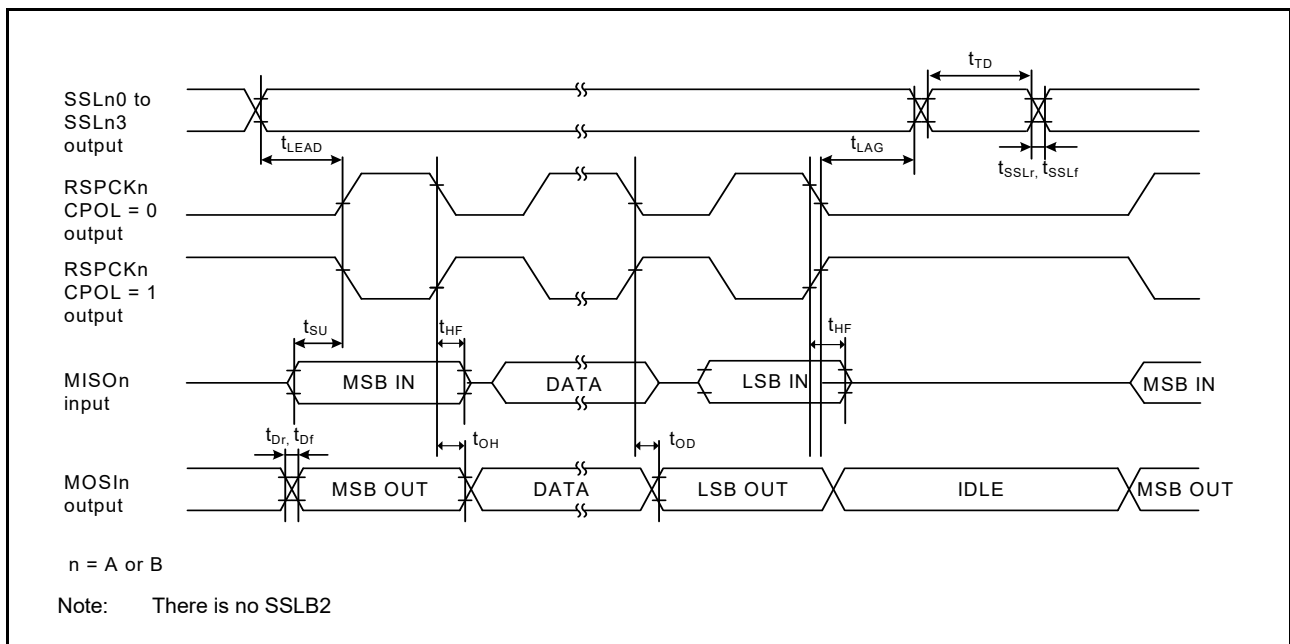 tTD
SSLn0 to
SSLn3
output
tLEAD
tLAG
tSSLr, tSSLf
RSPCKn
CPOL = 0
output
RSPCKn
CPOL = 1
output
tSU
tHF
tHF
MISOn
input
MSB IN
DATA
LSB IN
MSB IN
tDr, tDf
tOH
tOD
MOSIn
output
MSB OUT
DATA
LSB OUT
IDLE
MSB OUT
n = A or B
Note: There is no SSLB2